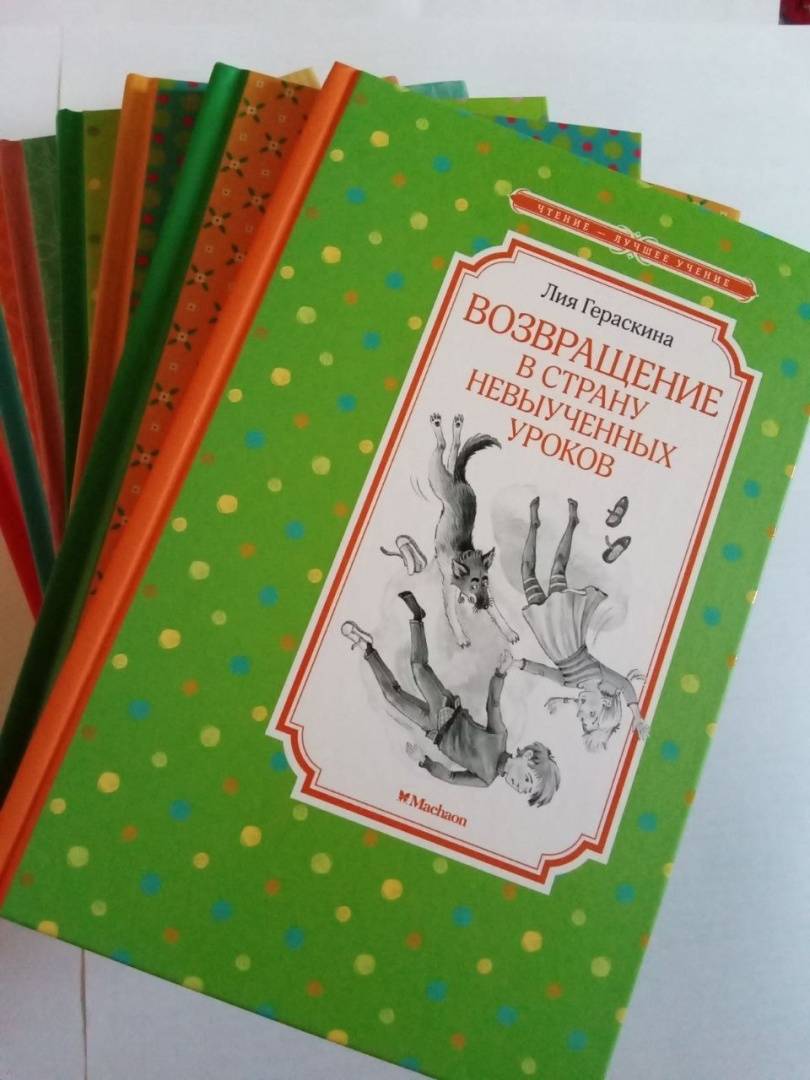 ЧТЕНИЕ — ЛУЧШЕЕ УЧЕНИЕ
Лия Гераскина
ВОЗВРАЩЕНИЕ
В СТРАНУ
НЕВЫУЧЕННЫХ
УРОКОВ
Machaon